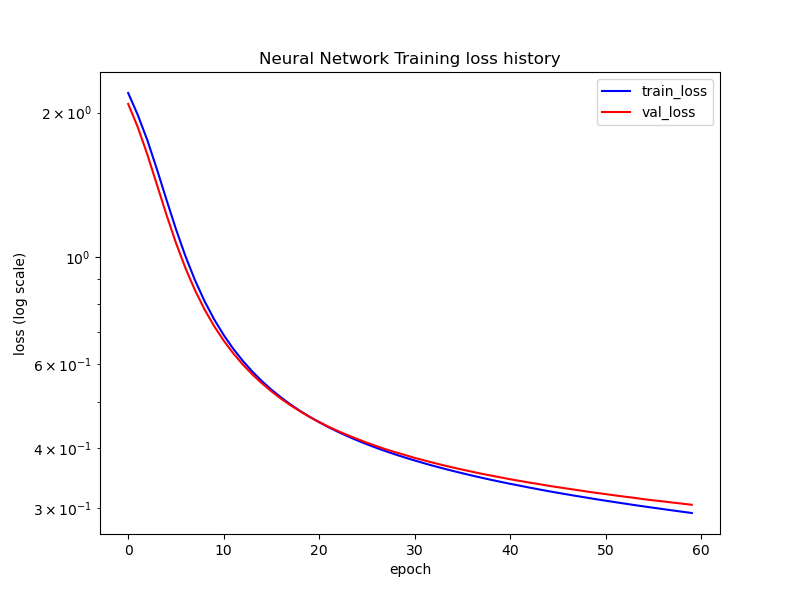 Neural Network Training loss history
train_loss
val_loss
2 × 10⁰
10⁰
6 × 10⁻¹
4 × 10⁻¹
3 × 10⁻¹
loss (log scale)
0 10 20 30 40 50 60
epoch